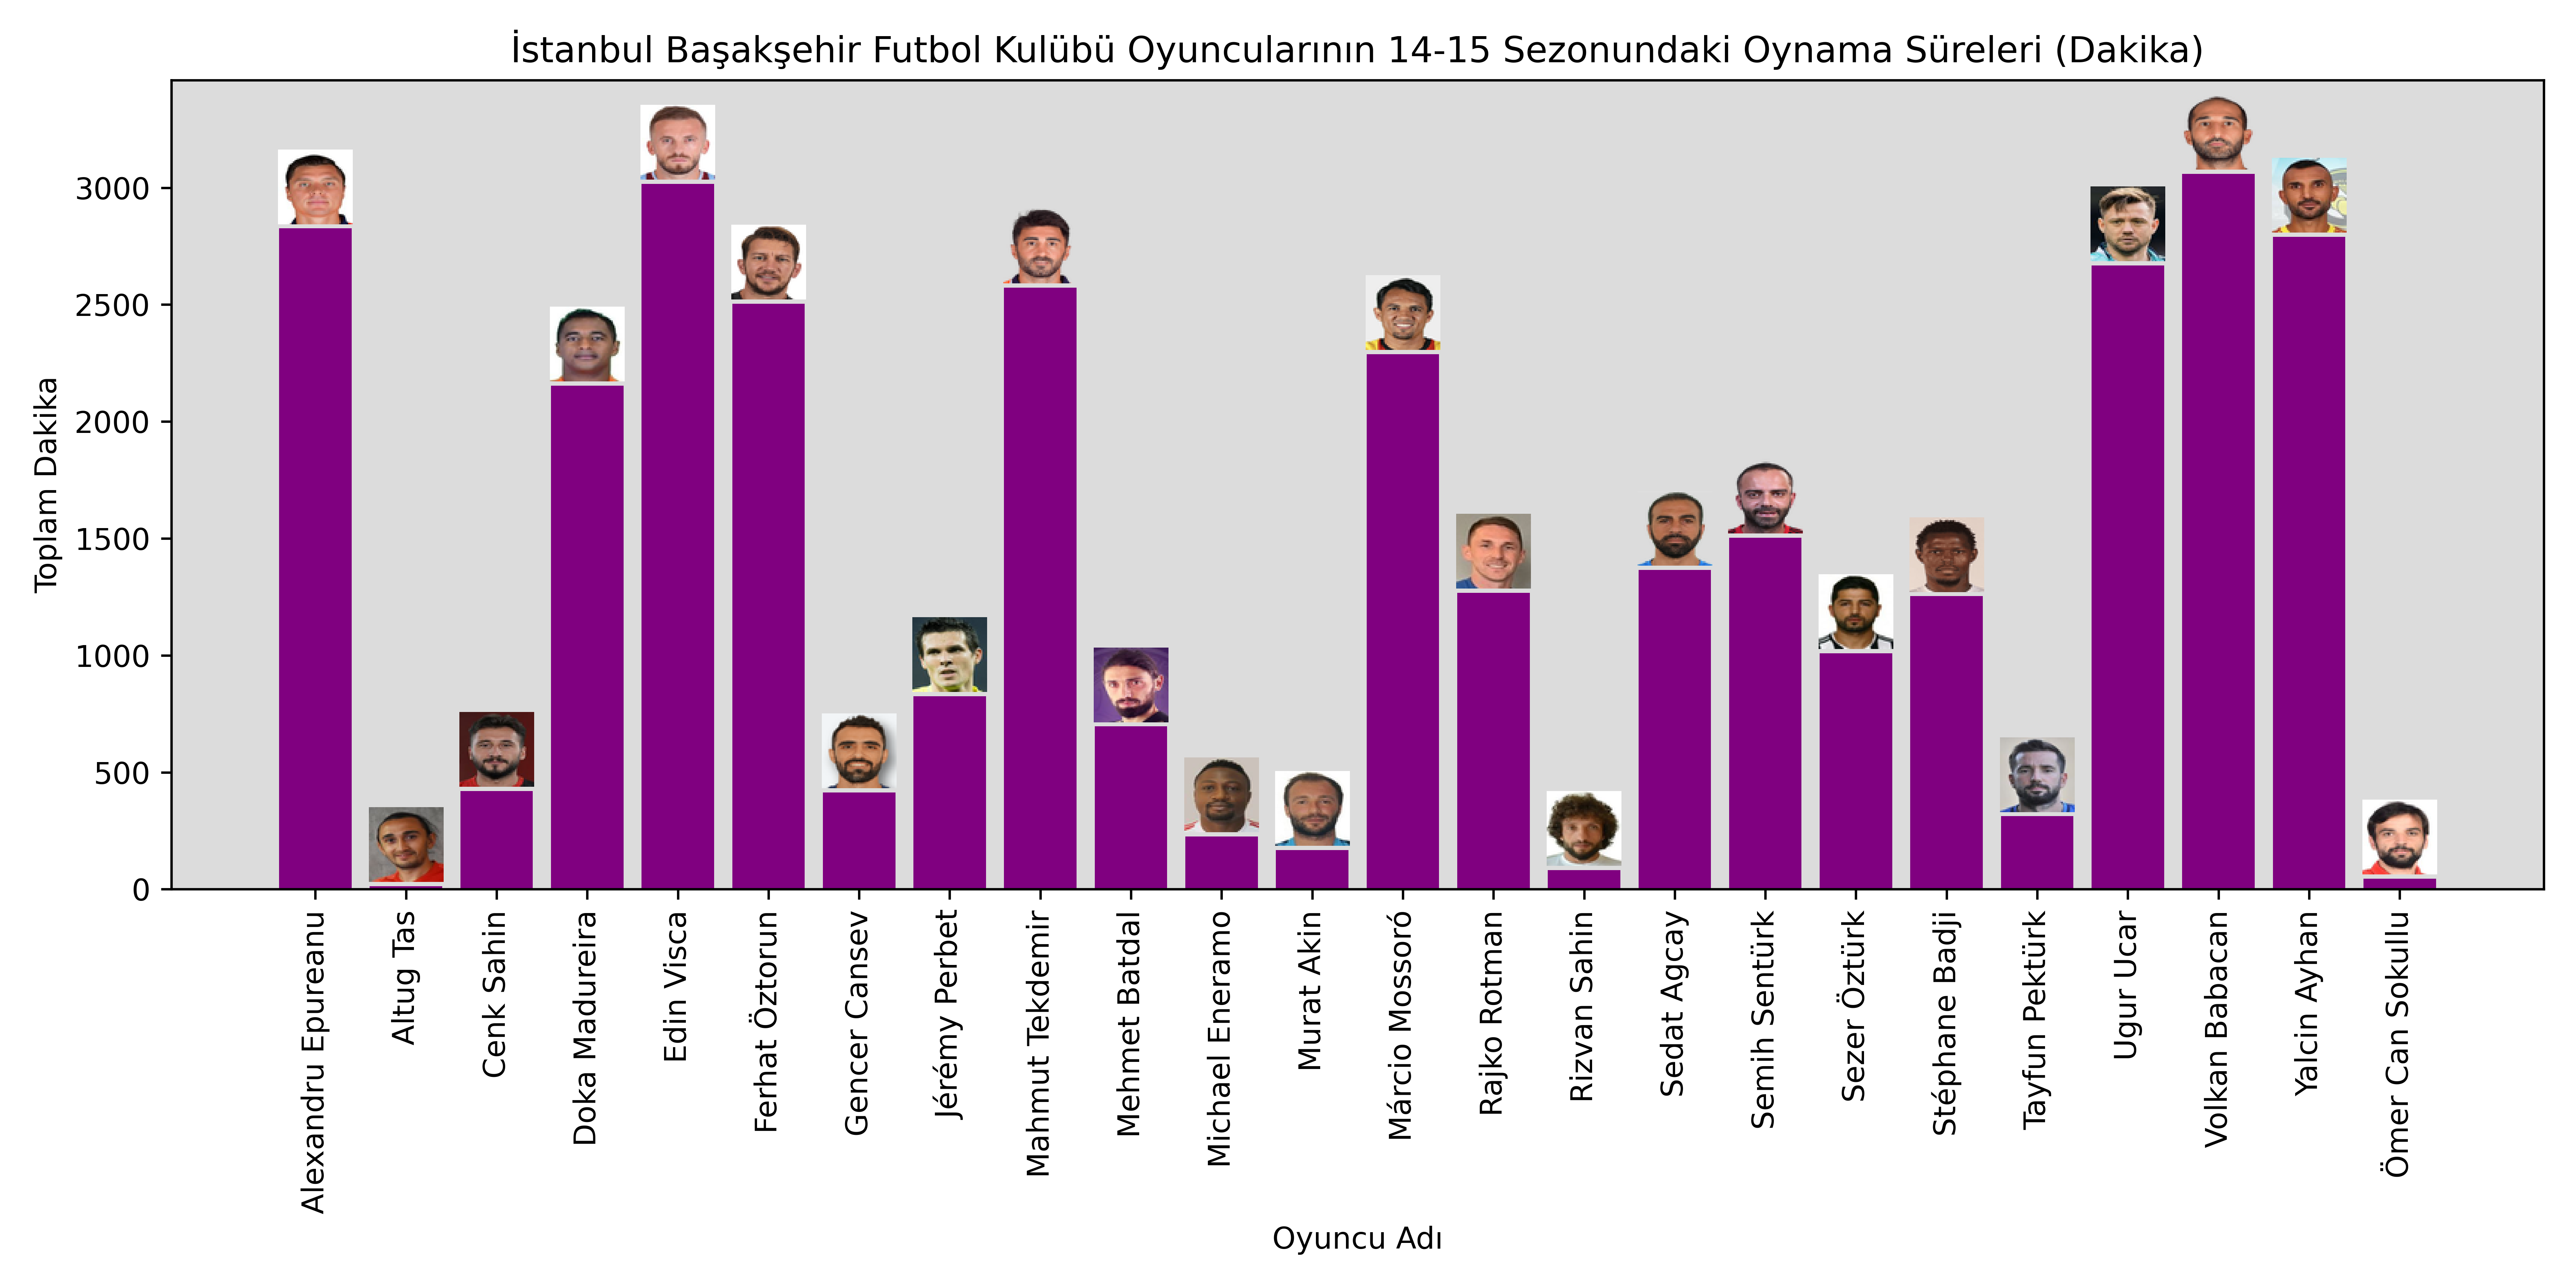 İstanbul Başakşehir Futbol Kulübü Oyuncularının 14-15 Sezonundaki Oynama Süreleri (Dakika)
Toplam Dakika
3000
2500
2000
1500
1000
500
0
Alexandru Epureanu
Altug Tas
Cenk Sahin
Doka Madureira
Edin Visca
Ferhat Öztorun
Gencer Cansev
Jérémy Perbet
Mahmut Tekdemir
Mehmet Batdal
Michael Eneramo
Murat Akin
Márcio Mossoró
Rajko Rotman
Rizvan Sahin
Sedat Agcay
Semih Sentürk
Sezer Öztürk
Stéphane Badji
Tayfun Pektürk
Ugur Ucar
Volkan Babacan
Yalcin Ayhan
Ömer Can Sokullu
Oyuncu Adı